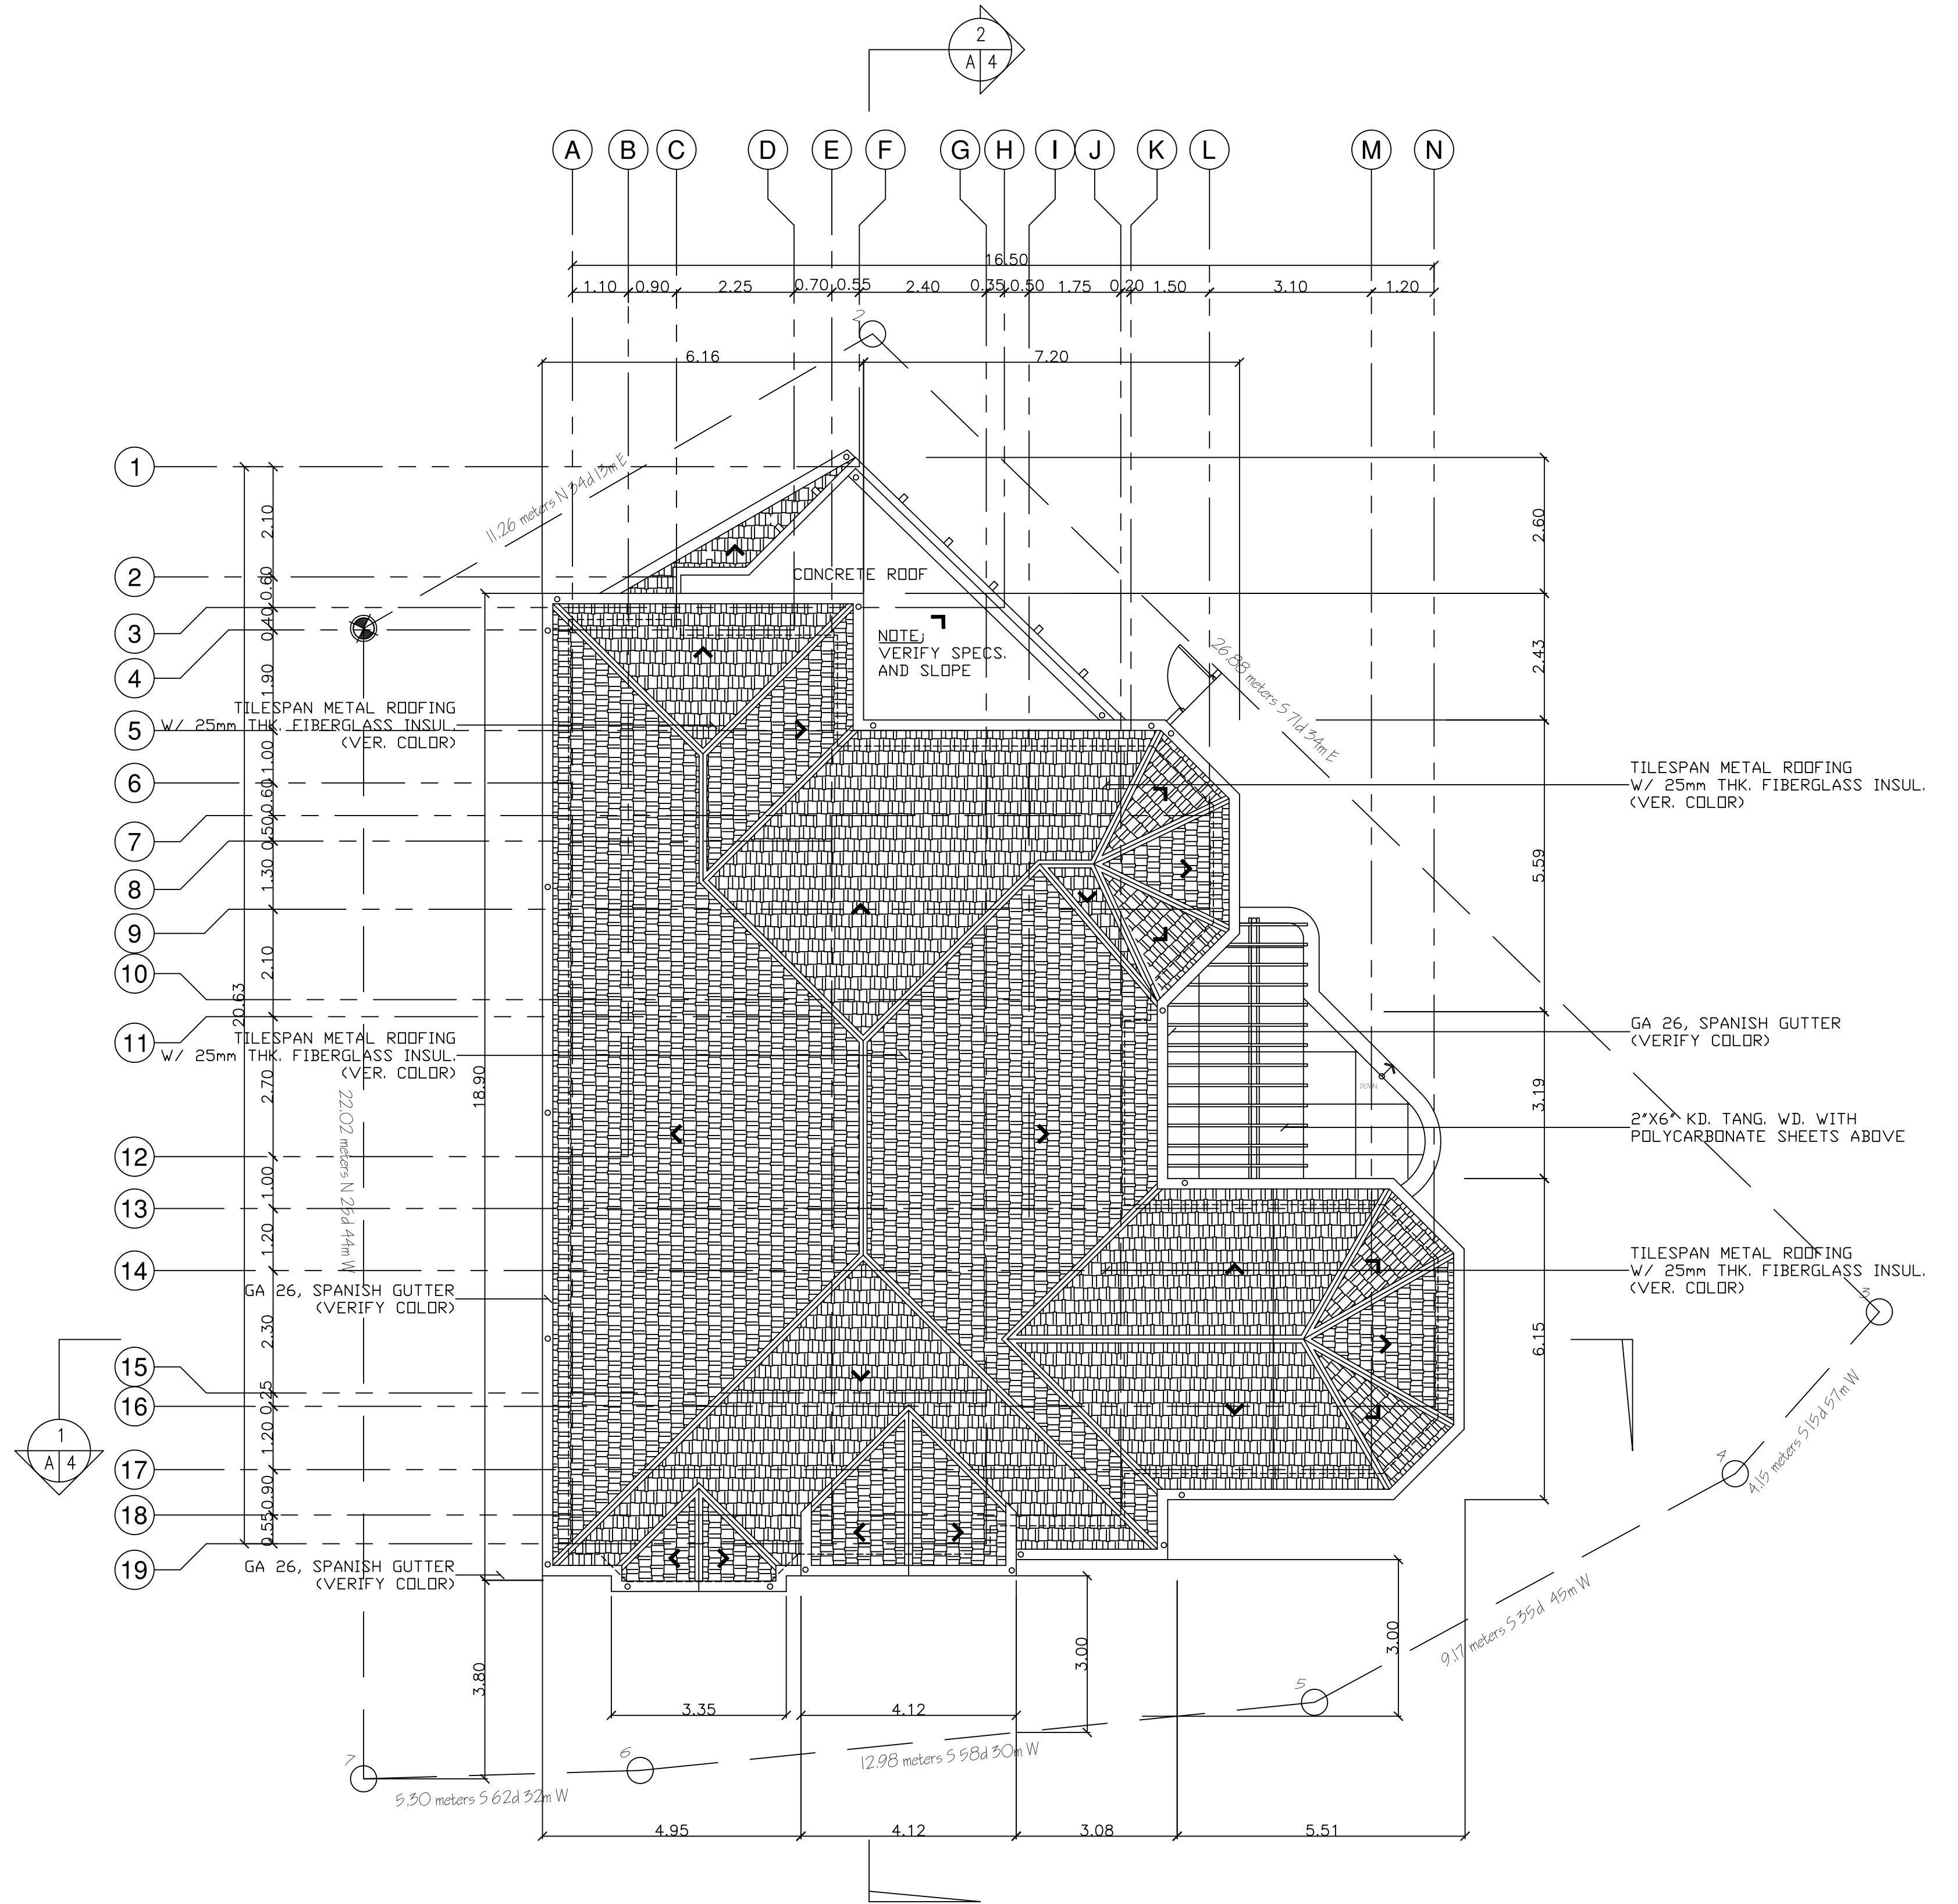 2
A 4
A B C D E F G H I J K L M N
16.50
1.10 0.90 2.25 0.70 0.55 2.40 0.35 0.50 1.75 0.20 1.50 3.10 1.20
2
6.16 7.20
1
2
3
4
5
6
7
8
9
10
11
12
13
14
15
16
17
18
19
2.10
0.60
0.40
1.90
1.00
0.60
0.50
1.30
2.10
2.70
1.00
1.20
2.30
0.25
1.20
0.90
0.55
20.63
18.90
3.80
11.26 meters N 34d 13m E
CONCRETE ROOF
NOTE;
VERIFY SPECS.
AND SLOPE
26.88 meters S 71d 34m E
TILESPAN METAL ROOFING
W/ 25mm THK. FIBERGLASS INSUL.
(VER. COLOR)
TILESPAN METAL ROOFING
W/ 25mm THK. FIBERGLASS INSUL.
(VER. COLOR)
22.02 meters N 25d 44m W
GA 26, SPANISH GUTTER
(VERIFY COLOR)
GA 26, SPANISH GUTTER
(VERIFY COLOR)
2.60
2.43
5.59
3.19
6.15
TILESPAN METAL ROOFING
W/ 25mm THK. FIBERGLASS INSUL.
(VER. COLOR)
GA 26, SPANISH GUTTER
(VERIFY COLOR)
DOWN
2"X6" KD. TANG. WD. WITH
POLYCARBONATE SHEETS ABOVE
TILESPAN METAL ROOFING
W/ 25mm THK. FIBERGLASS INSUL.
(VER. COLOR)
3
4.15 meters S 15d 57m W
4
9.17 meters S 35d 45m W
5
1
A 4
3.00
3.00
3.35 4.12
12.98 meters S 58d 30m W
6
7
5.30 meters S 62d 32m W
4.95 4.12 3.08 5.51